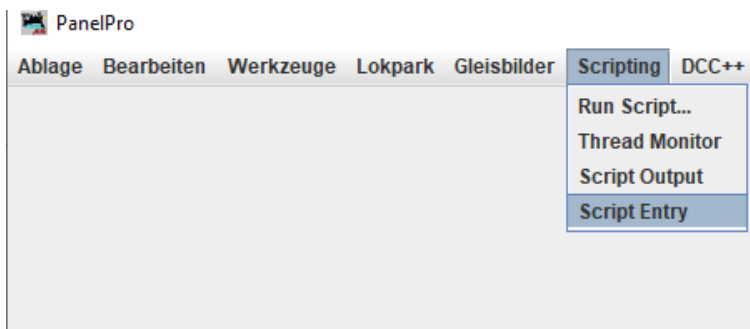 PanelPro
Ablage Bearbeiten Werkzeuge Lokpark Gleisbilder Scripting DCC++
Run Script...
Thread Monitor
Script Output
Script Entry